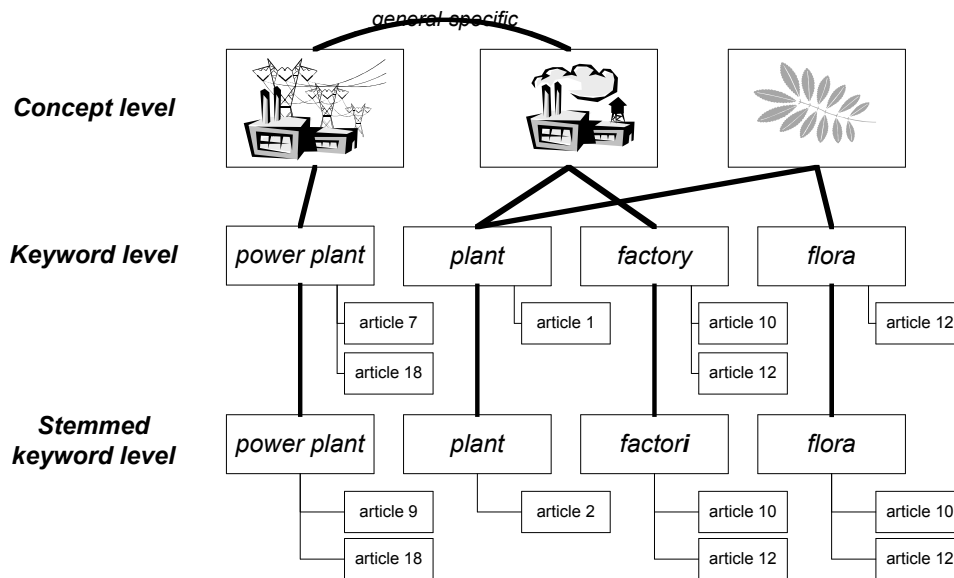 general-specific
Concept level
Keyword level
power plant
plant
factory
flora
article 7
article 1
article 10
article 12
article 18
article 12
Stemmed
keyword level
power plant
plant
factori
flora
article 9
article 2
article 10
article 10
article 18
article 12
article 12